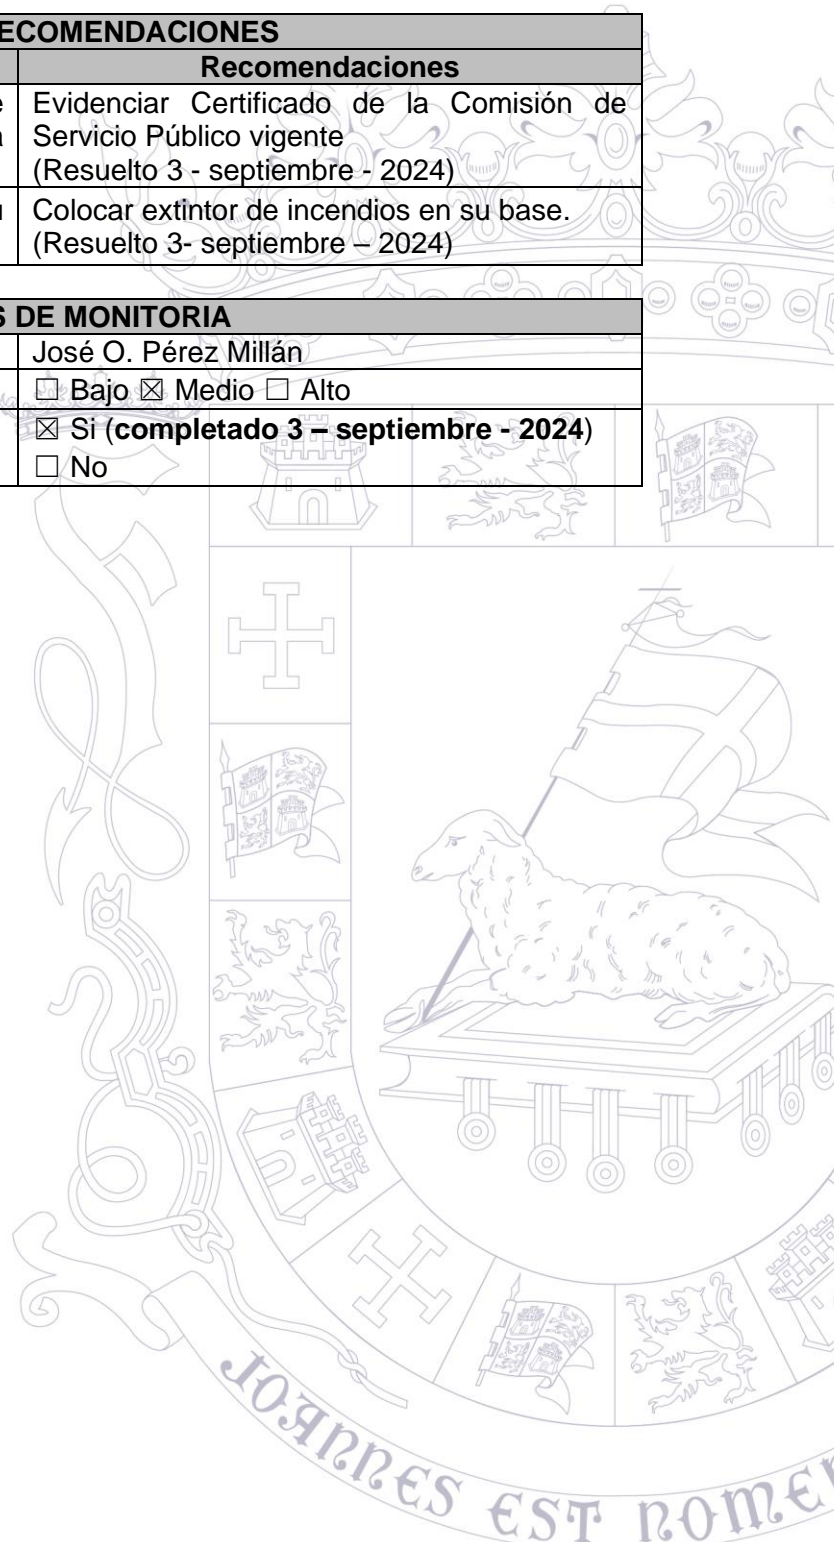 ECOMENDACIONES
Recomendaciones
e Evidenciar Certificado de la Comisión de
a Servicio Público vigente
(Resuelto 3 - septiembre - 2024)
u Colocar extintor de incendios en su base.
(Resuelto 3- septiembre – 2024)
S DE MONITORIA
José O. Pérez Millán
☐ Bajo ☒ Medio ☐ Alto
☒ Si (completado 3 – septiembre - 2024)
☐ No
JOANNES EST NOME